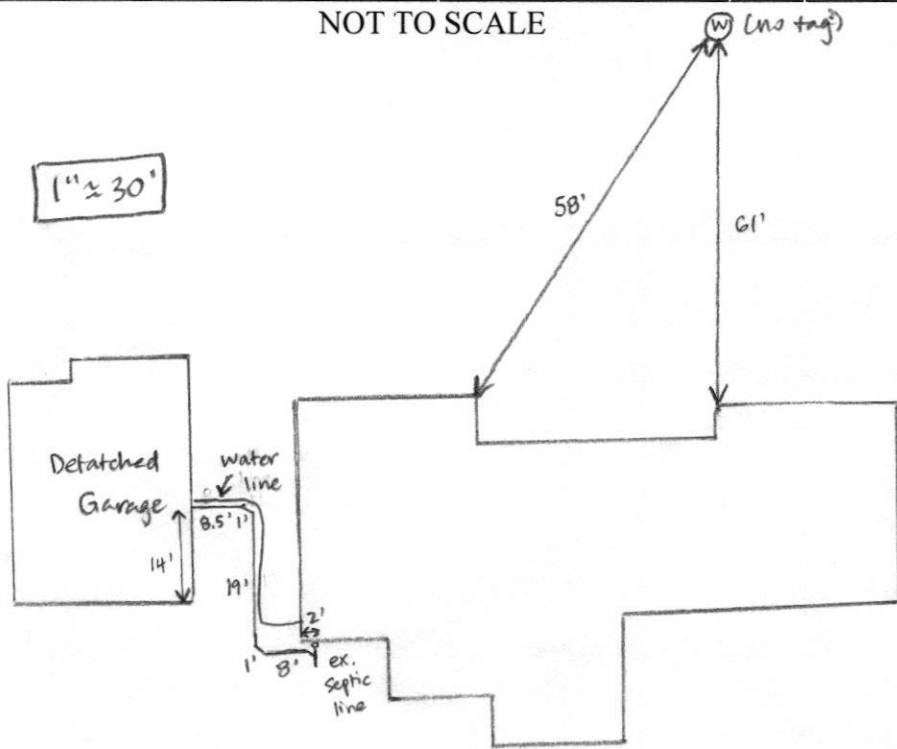 NOT TO SCALE
W (no tag?)
1" ≈ 30'
58'
61'
Detatched
Garage
water
line
8.5' 1'
14'
19'
2'
1' 8'
ex.
septic
line